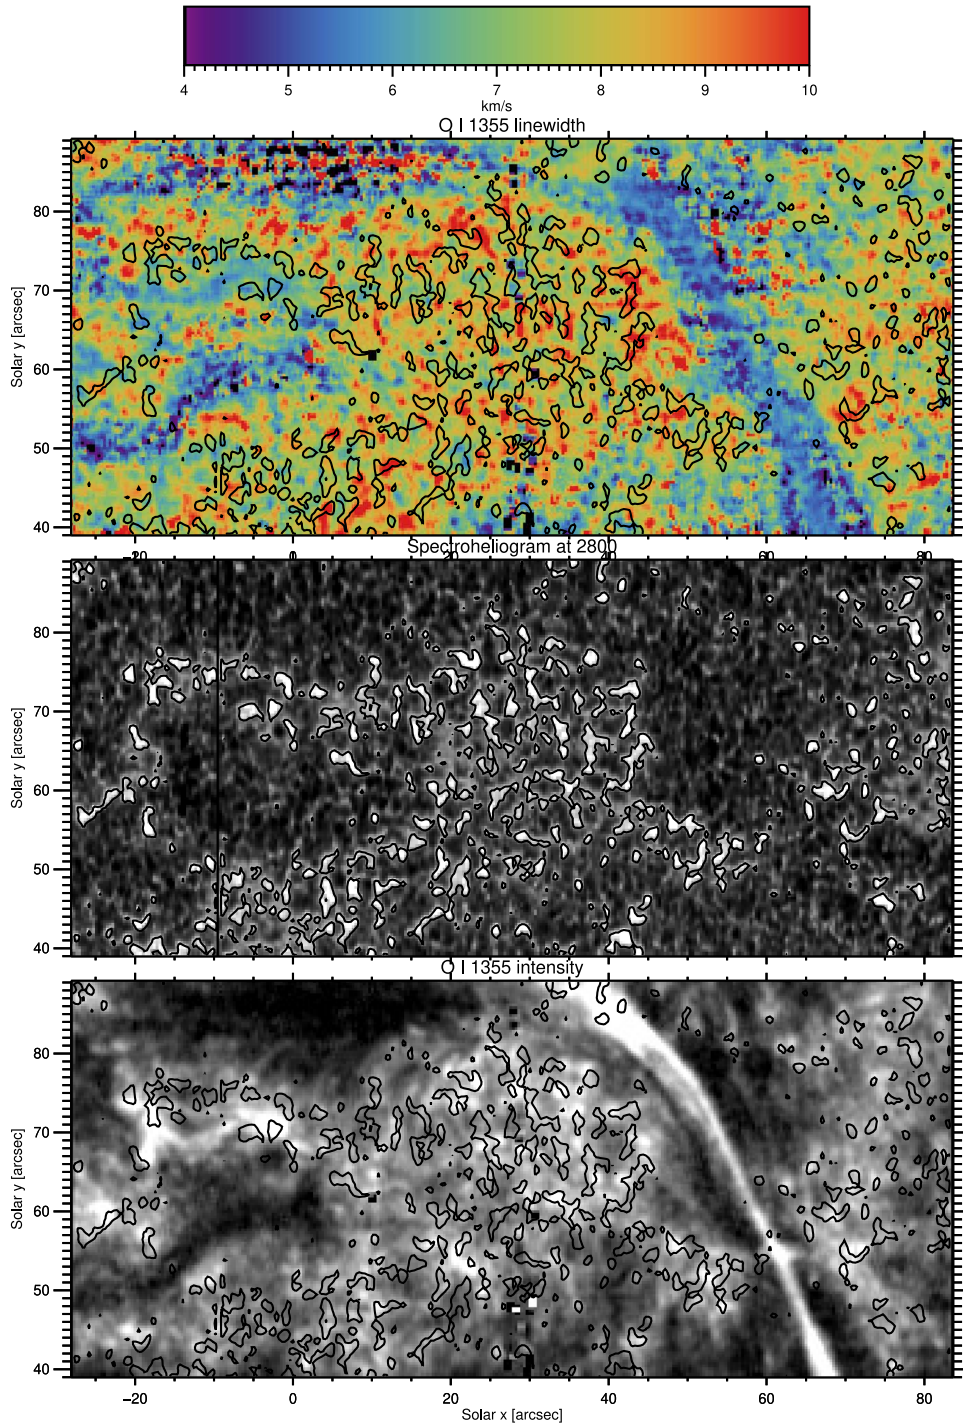 4 5 6 7 8 9 10
km/s
O I 1355 linewidth
80
70
60
50
40
Solar y [arcsec]
-20 0 20 40 60 80
Spectroheligram at 2800
80
70
60
50
40
Solar y [arcsec]
O I 1355 intensity
80
70
60
50
40
Solar y [arcsec]
-20 0 20 40 60 80
Solar x [arcsec]